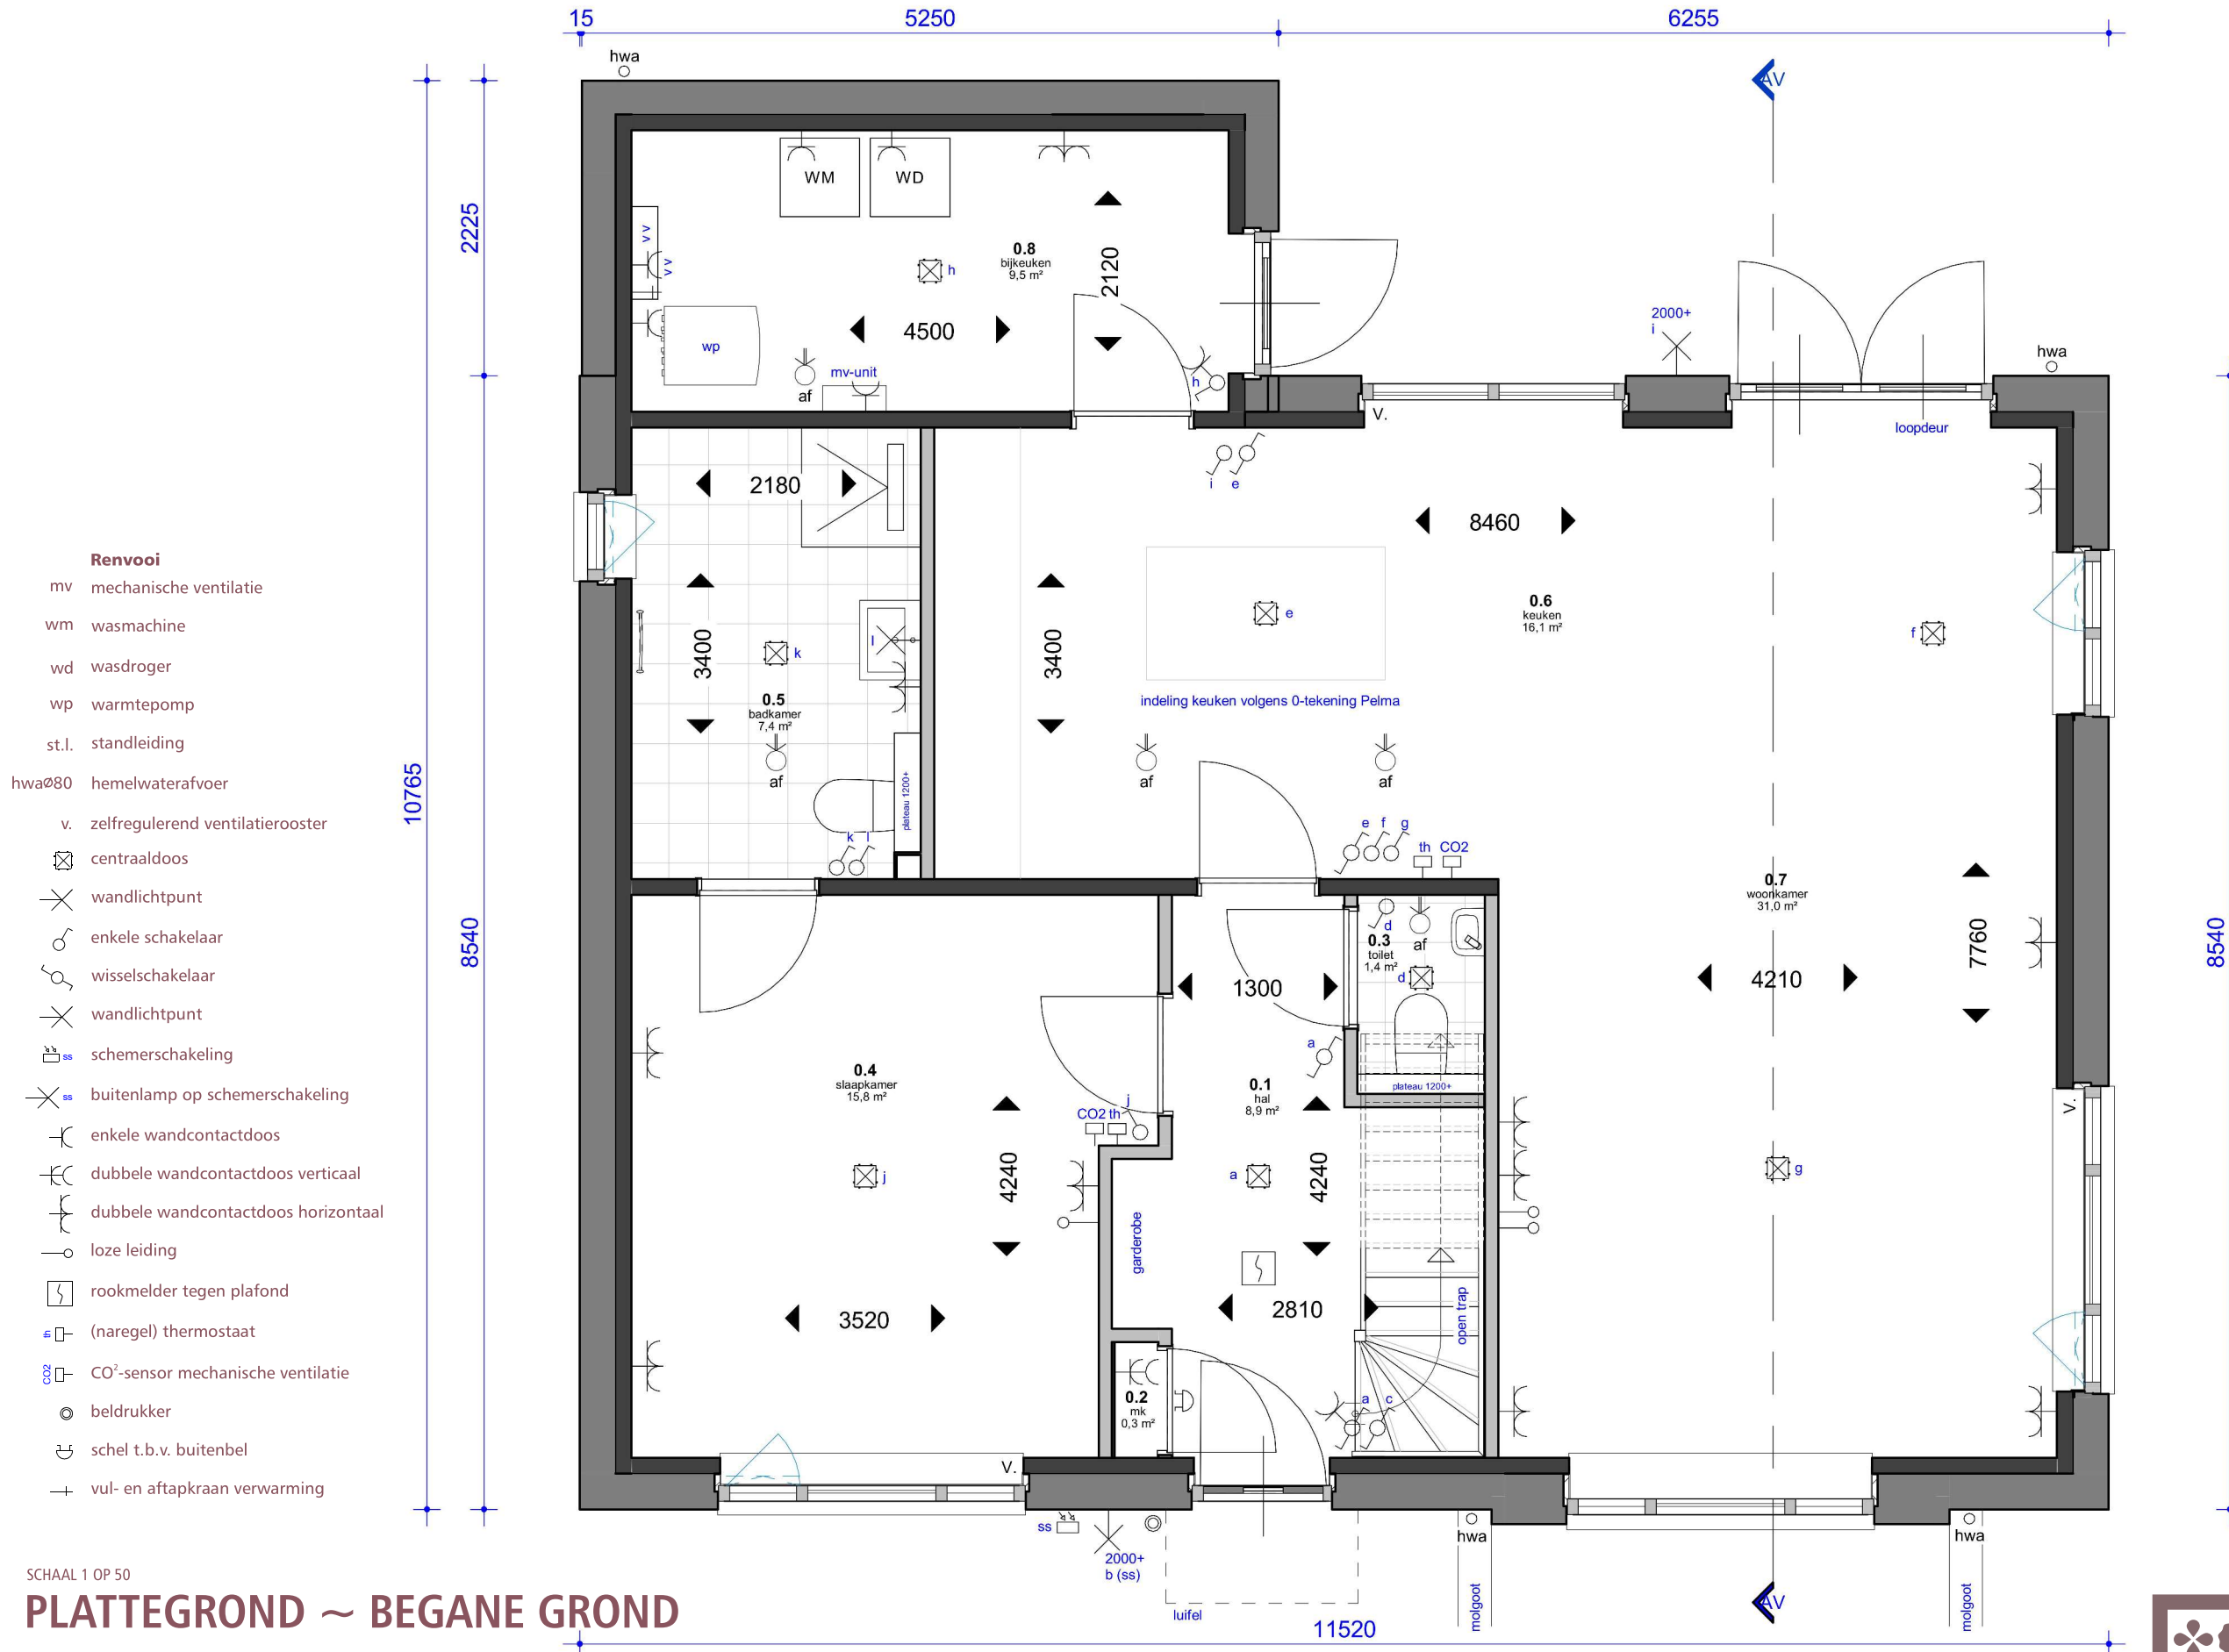 15
5250
6255
hwa
AV
2225
WM
WD
v v
v v
0.8
bijkeuken
9,5 m²
h
2120
4500
wp
af
mv-unit
h
2000+
i
hwa
V.
loopdeur
i
e
2180
8460
3400
3400
k
l
0.5
badkamer
7,4 m²
af
plateau 1200+
k
l
e
indeling keuken volgens 0-tekening Pelma
0.6
keuken
16,1 m²
f
af
af
e
f
g
th
CO2
10765
8540
8540
0.7
woonkamer
31,0 m²
7760
4210
d
0.3
toilet
1,4 m²
af
d
1300
plateau 1200+
a
0.4
slaapkamer
15,8 m²
0.1
hal
8,9 m²
j
CO2 th
V.
j
4240
a
4240
g
garderobe
2810
3520
open trap
0.2
mk
0,3 m²
a
c
V.
ss
2000+
b (ss)
luifel
hwa
molgoot
AV
hwa
molgoot
11520
Renvooi
mv mechanische ventilatie
wm wasmachine
wd wasdroger
wp warmtepomp
st.l. standleiding
hwaø80 hemelwaterafvoer
v. zelfregulerend ventilatierooster
centraaldoos
wandlichtpunt
enkele schakelaar
wisselschakelaar
wandlichtpunt
ss schemerschakeling
ss buitenlamp op schemerschakeling
enkele wandcontactdoos
dubbele wandcontactdoos verticaal
dubbele wandcontactdoos horizontaal
loze leiding
rookmelder tegen plafond
th (naregel) thermostaat
CO2 CO²-sensor mechanische ventilatie
beldrukker
schel t.b.v. buitenbel
vul- en aftapkraan verwarming
SCHAAL 1 OP 50
PLATTEGROND ~ BEGANE GROND